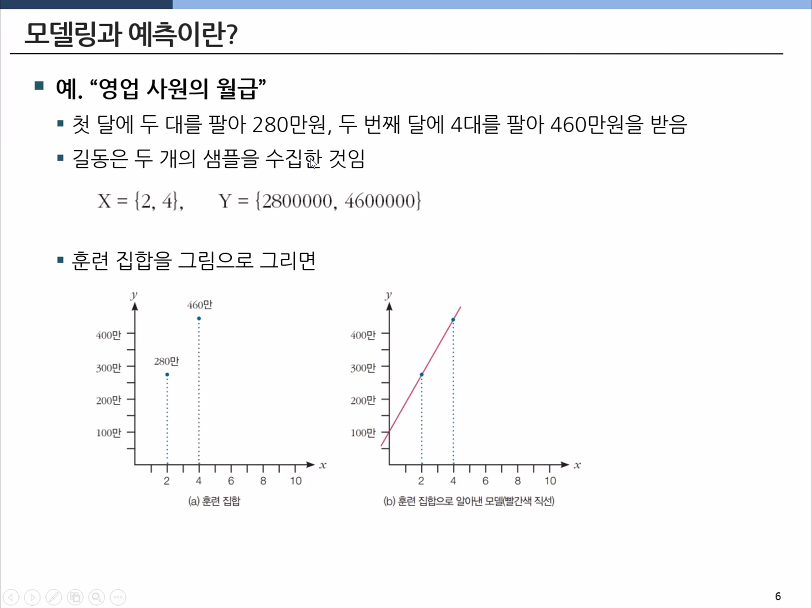 모델링과 예측이란?
예. “영업 사원의 월급”
첫 달에 두 대를 팔아 280만원, 두 번째 달에 4대를 팔아 460만원을 받음
길동은 두 개의 샘플을 수집한 것임
X = {2, 4}, Y = {2800000, 4600000}
훈련 집합을 그림으로 그리면
y
460만
400만
280만
300만
200만
100만
x
2 4 6 8 10
(a) 훈련 집합
y
400만
300만
200만
100만
x
2 4 6 8 10
(b) 훈련 집합으로 알아낸 모델(빨간색 직선)
6